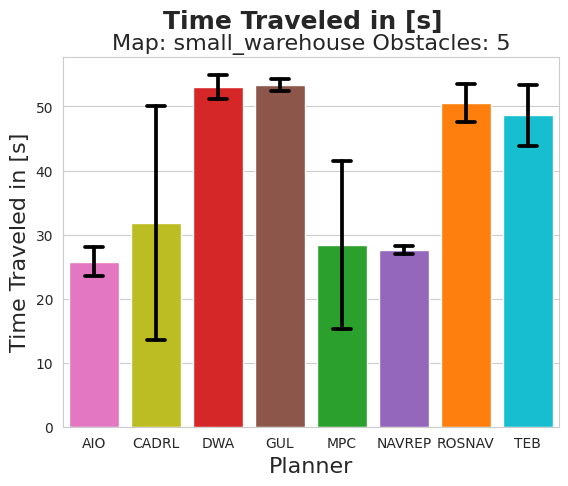 Time Traveled in [s]
Map: small_warehouse Obstacles: 5
Time Traveled in [s]
50
40
30
20
10
0
AIO CADRL DWA GUL MPC NAVREP ROSNAV TEB
Planner